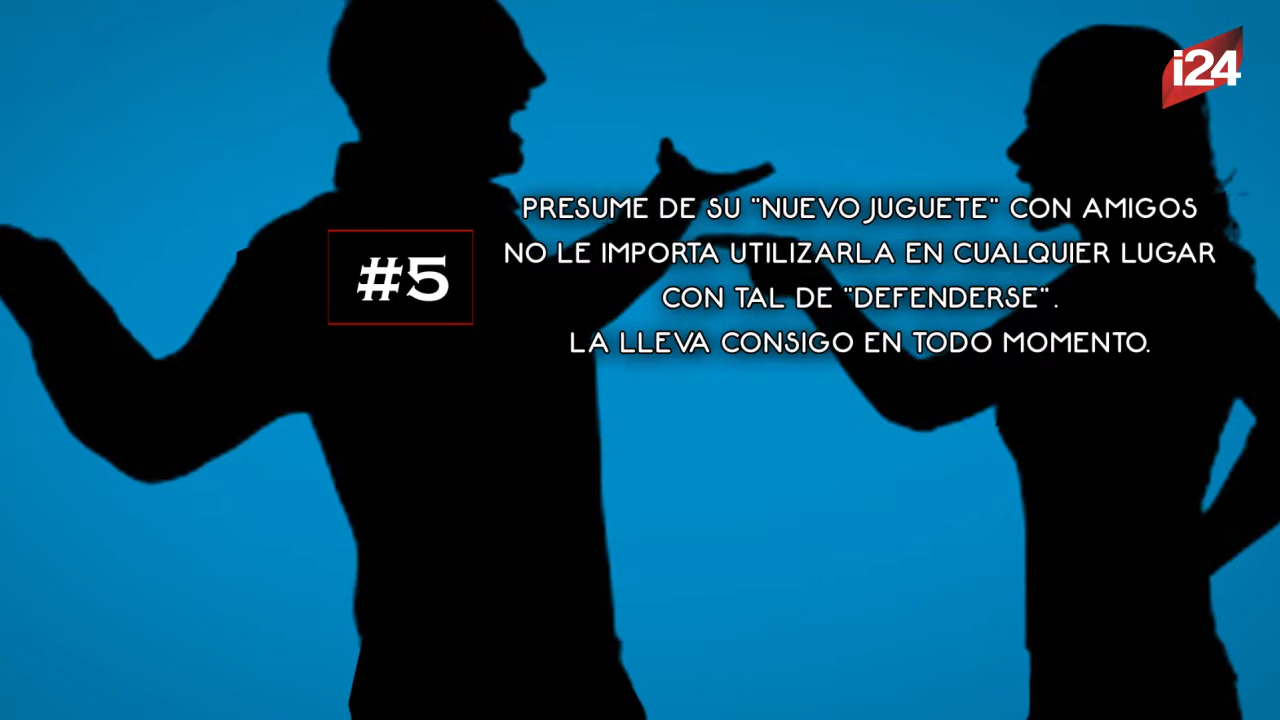 i24
#5
PRESUME DE SU "NUEVO JUGUETE" CON AMIGOS
NO LE IMPORTA UTILIZARLA EN CUALQUIER LUGAR
CON TAL DE "DEFENDERSE".
LA LLEVA CONSIGO EN TODO MOMENTO.